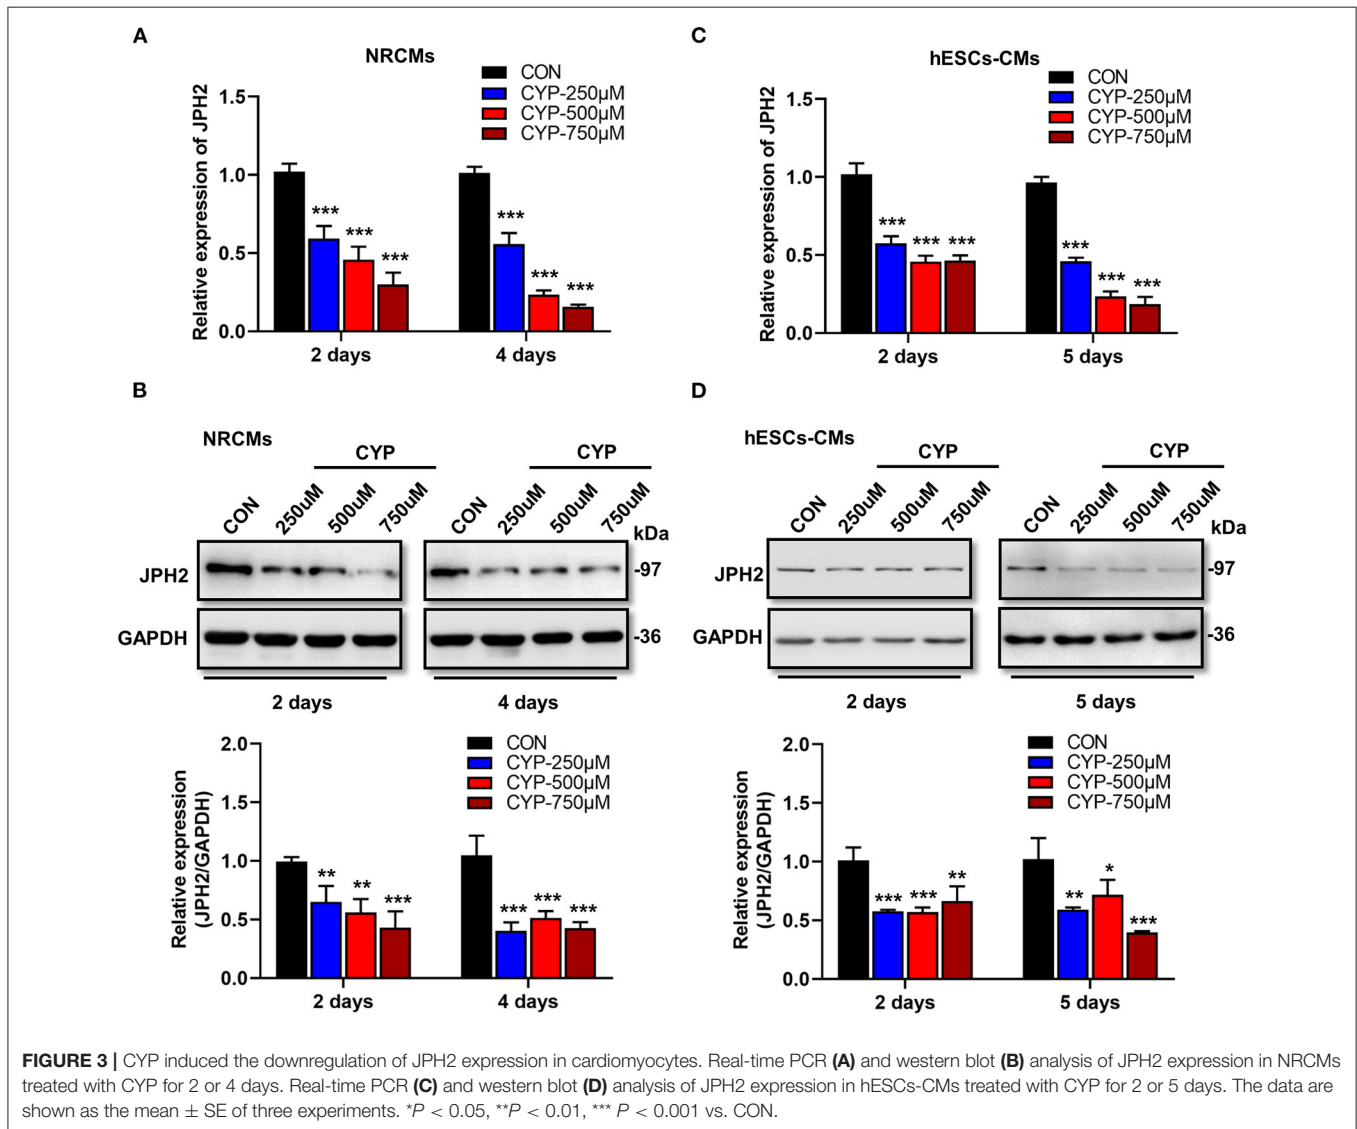 A
NRCMs
CON
CYP-250µM
CYP-500µM
CYP-750µM
Relative expression of JPH2
1.5
1.0
0.5
0.0
*** *** ***
*** *** ***
2 days
4 days
C
hESCs-CMs
CON
CYP-250µM
CYP-500µM
CYP-750µM
Relative expression of JPH2
1.5
1.0
0.5
0.0
*** *** ***
*** *** ***
2 days
5 days
B
NRCMs
CYP
CYP
CON 250uM 500uM 750uM
CON 250uM 500uM 750uM
kDa
JPH2
-97
GAPDH
-36
2 days
4 days
Relative expression
(JPH2/GAPDH)
2.0
1.5
1.0
0.5
0.0
CON
CYP-250µM
CYP-500µM
CYP-750µM
** ** ***
*** *** ***
2 days
4 days
D
hESCs-CMs
CYP
CYP
CON 250uM 500uM 750uM
CON 250uM 500uM 750uM
kDa
JPH2
-97
GAPDH
-36
2 days
5 days
Relative expression
(JPH2/GAPDH)
2.0
1.5
1.0
0.5
0.0
CON
CYP-250µM
CYP-500µM
CYP-750µM
*** *** **
** * ***
2 days
5 days
FIGURE 3 | CYP induced the downregulation of JPH2 expression in cardiomyocytes. Real-time PCR (A) and western blot (B) analysis of JPH2 expression in NRCMs
treated with CYP for 2 or 4 days. Real-time PCR (C) and western blot (D) analysis of JPH2 expression in hESCs-CMs treated with CYP for 2 or 5 days. The data are
shown as the mean ± SE of three experiments. *P < 0.05, **P < 0.01, *** P < 0.001 vs. CON.